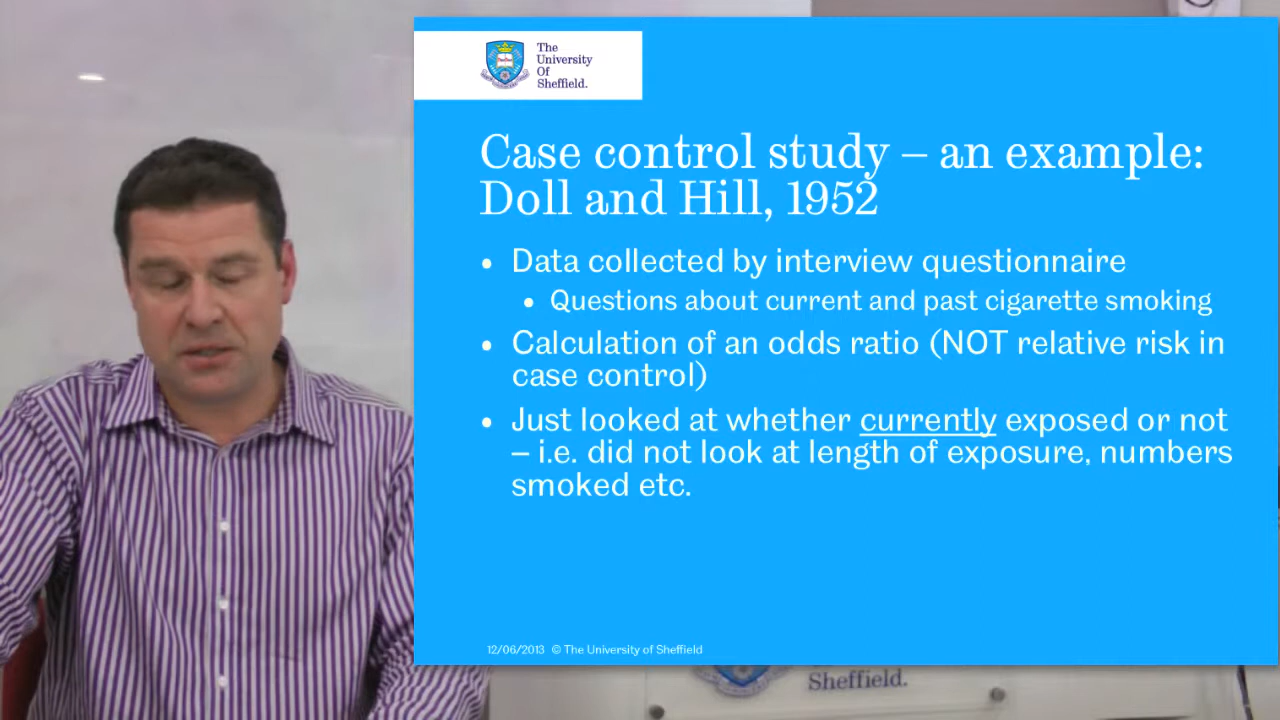 The
University
Of
Sheffield.
Case control study – an example:
Doll and Hill, 1952
• Data collected by interview questionnaire
• Questions about current and past cigarette smoking
• Calculation of an odds ratio (NOT relative risk in
case control)
• Just looked at whether currently exposed or not
– i.e. did not look at length of exposure, numbers
smoked etc.
12/06/2013 © The University of Sheffield
Sheffield.